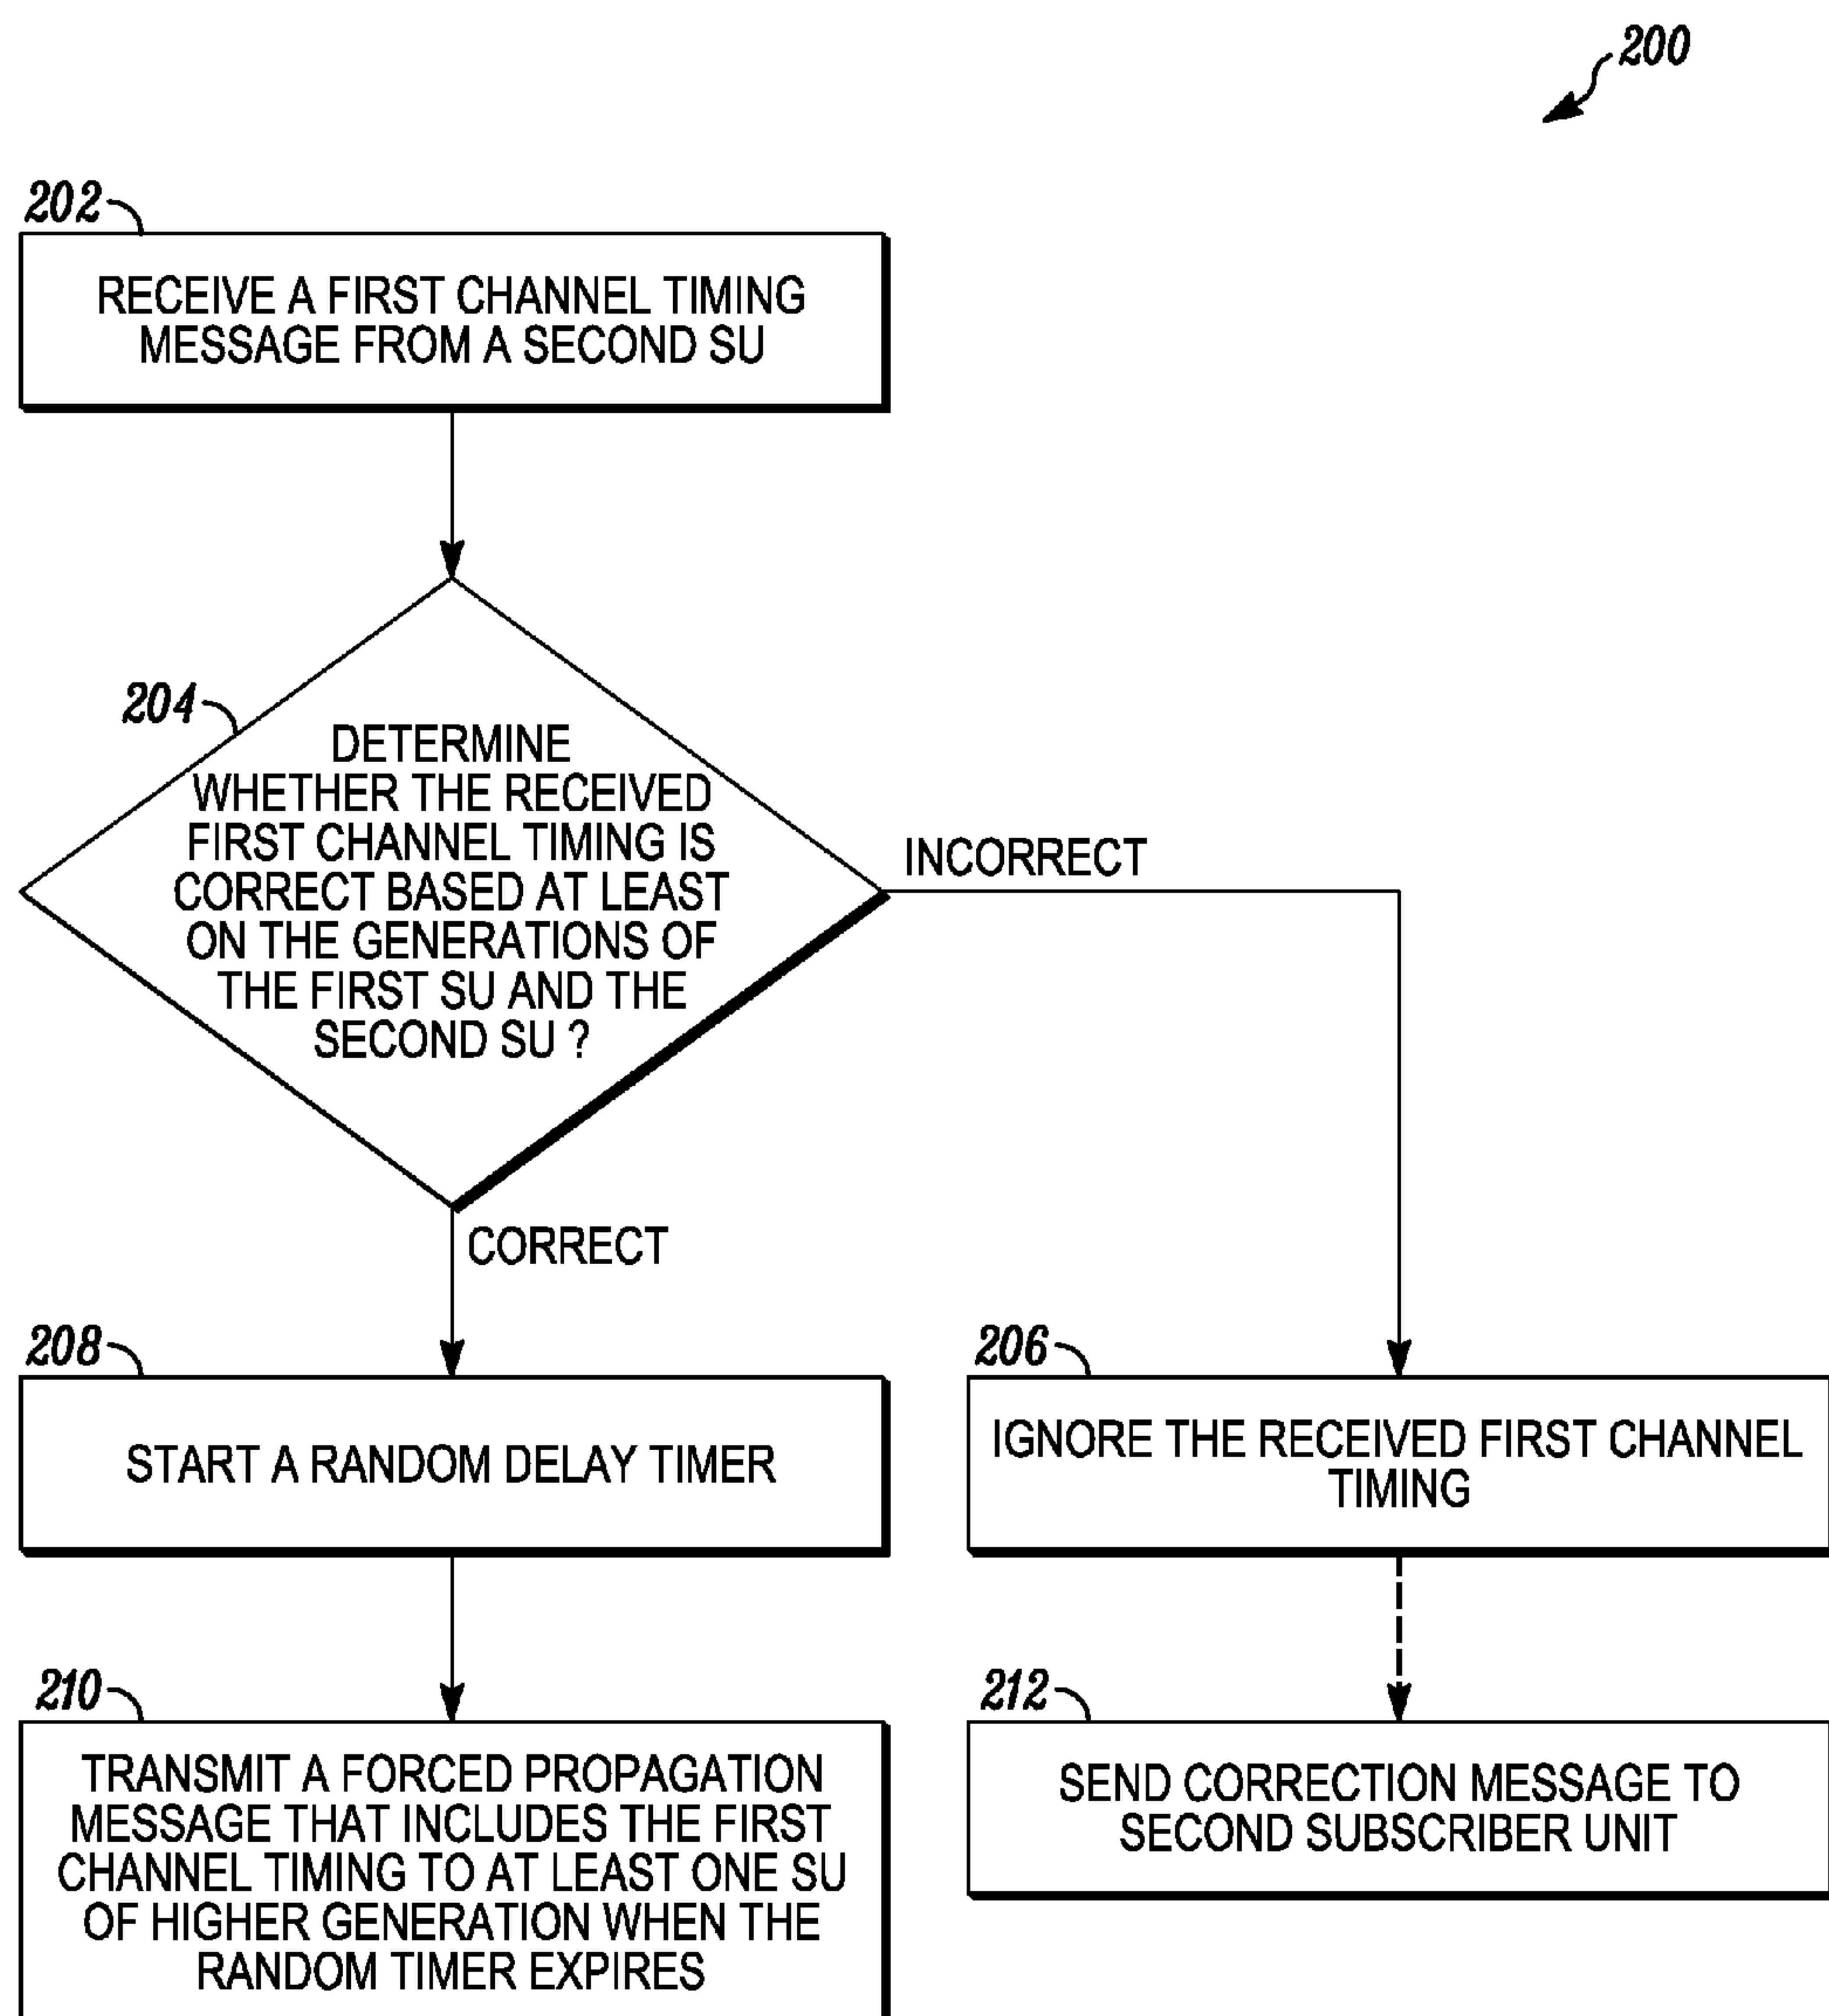 200
202
RECEIVE A FIRST CHANNEL TIMING
MESSAGE FROM A SECOND SU
204
DETERMINE
WHETHER THE RECEIVED
FIRST CHANNEL TIMING IS
CORRECT BASED AT LEAST
ON THE GENERATIONS OF
THE FIRST SU AND THE
SECOND SU ?
INCORRECT
CORRECT
208
START A RANDOM DELAY TIMER
206
IGNORE THE RECEIVED FIRST CHANNEL
TIMING
210
TRANSMIT A FORCED PROPAGATION
MESSAGE THAT INCLUDES THE FIRST
CHANNEL TIMING TO AT LEAST ONE SU
OF HIGHER GENERATION WHEN THE
RANDOM TIMER EXPIRES
212
SEND CORRECTION MESSAGE TO
SECOND SUBSCRIBER UNIT